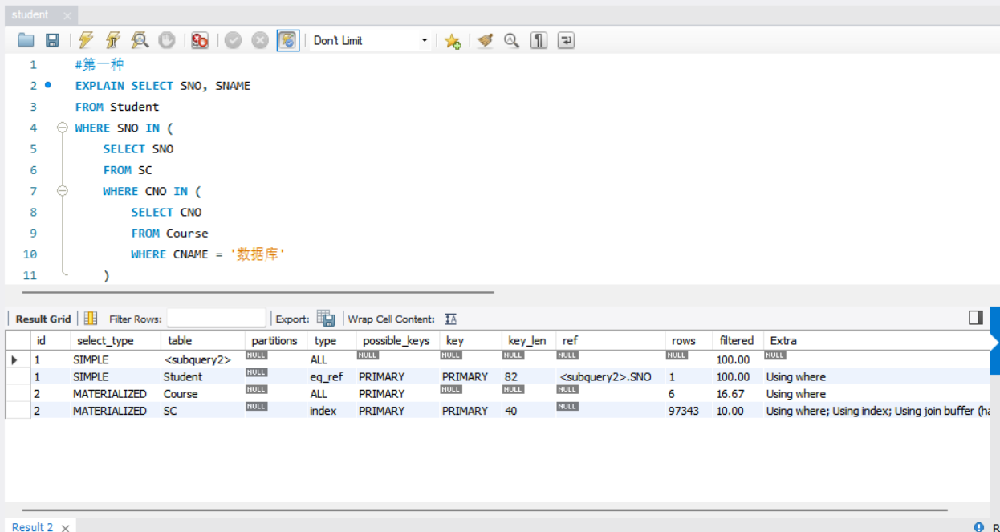 student ×
Don't Limit
1 #第一种
2 EXPLAIN SELECT SNO, SNAME
3 FROM Student
4 WHERE SNO IN (
5 SELECT SNO
6 FROM SC
7 WHERE CNO IN (
8 SELECT CNO
9 FROM Course
10 WHERE CNAME = '数据库'
11 )
Result Grid Filter Rows: Export: Wrap Cell Content:
id select_type table partitions type possible_keys key key_len ref rows filtered Extra
1 SIMPLE <subquery2> NULL ALL NULL NULL NULL NULL NULL 100.00 NULL
1 SIMPLE Student NULL eq_ref PRIMARY PRIMARY 82 <subquery2>.SNO 1 100.00 Using where
2 MATERIALIZED Course NULL ALL PRIMARY NULL NULL NULL 6 16.67 Using where
2 MATERIALIZED SC NULL index PRIMARY PRIMARY 40 NULL 97343 10.00 Using where; Using index; Using join buffer (ha
Result 2 × R